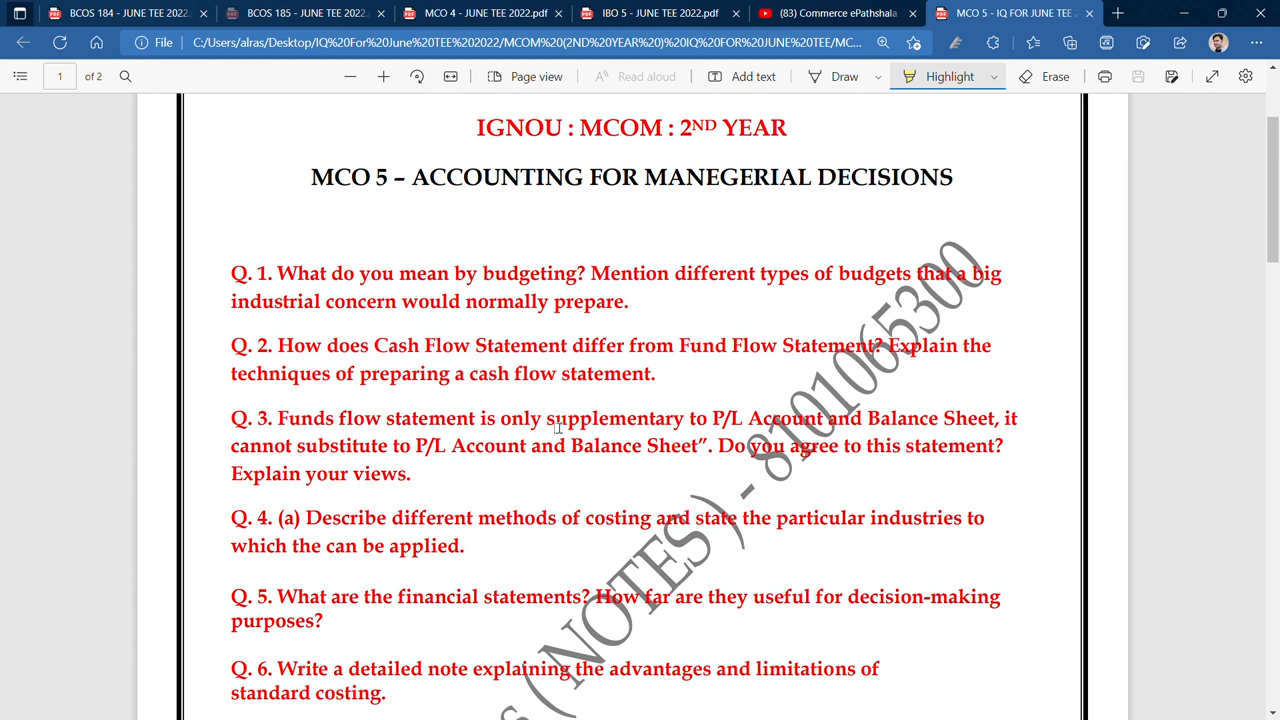 BCOS 184 - JUNE TEE 2022.pdf
BCOS 185 - JUNE TEE 2022.pdf
MCO 4 - JUNE TEE 2022.pdf
IBO 5 - JUNE TEE 2022.pdf
(83) Commerce ePathshala
MCO 5 - IQ FOR JUNE TEE 2
File
C:/Users/alras/Desktop/IQ%20For%20June%20TEE%202022/MCOM%20(2ND%20YEAR%20)%20IQ%20FOR%20JUNE%20TEE/MC...
1 of 2
Page view
Read aloud
Add text
Draw
Highlight
Erase
IGNOU : MCOM : 2ND YEAR
MCO 5 – ACCOUNTING FOR MANEGERIAL DECISIONS
Q. 1. What do you mean by budgeting? Mention different types of budgets that a big
industrial concern would normally prepare.
Q. 2. How does Cash Flow Statement differ from Fund Flow Statement? Explain the
techniques of preparing a cash flow statement.
Q. 3. Funds flow statement is only supplementary to P/L Account and Balance Sheet, it
cannot substitute to P/L Account and Balance Sheet”. Do you agree to this statement?
Explain your views.
Q. 4. (a) Describe different methods of costing and state the particular industries to
which the can be applied.
Q. 5. What are the financial statements? How far are they useful for decision-making
purposes?
Q. 6. Write a detailed note explaining the advantages and limitations of
standard costing.
s ( NOTES ) - 8101065300